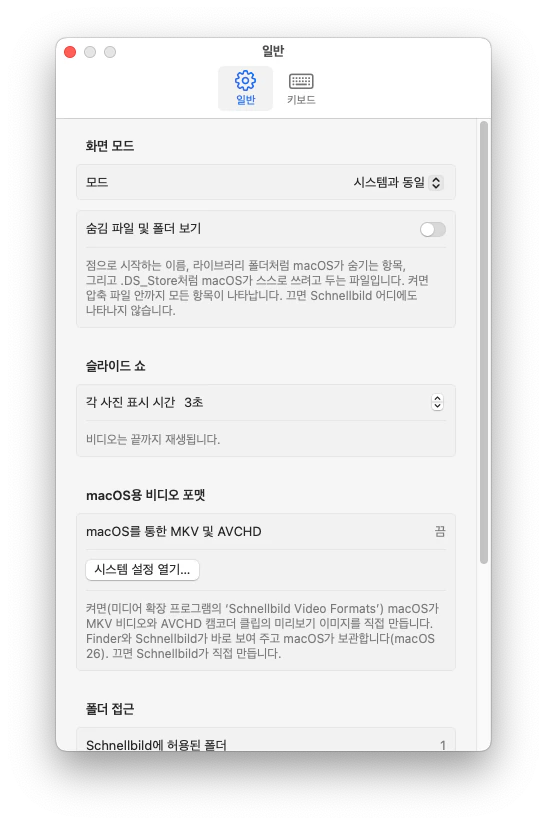 일반
일반
키보드
화면 모드
모드
시스템과 동일
숨김 파일 및 폴더 보기
점으로 시작하는 이름, 라이브러리 폴더처럼 macOS가 숨기는 항목,
그리고 .DS_Store처럼 macOS가 스스로 쓰려고 두는 파일입니다. 켜면
압축 파일 안까지 모든 항목이 나타납니다. 끄면 Schnellbild 어디에도
나타나지 않습니다.
슬라이드 쇼
각 사진 표시 시간 3초
비디오는 끝까지 재생됩니다.
macOS용 비디오 포맷
macOS를 통한 MKV 및 AVCHD
끔
시스템 설정 열기...
켜면(미디어 확장 프로그램의 ‘Schnellbild Video Formats’) macOS가
MKV 비디오와 AVCHD 캠코더 클립의 미리보기 이미지를 직접 만듭니다.
Finder와 Schnellbild가 바로 보여 주고 macOS가 보관합니다(macOS
26). 끄면 Schnellbild가 직접 만듭니다.
폴더 접근
Schnellbild에 허용된 폴더
1